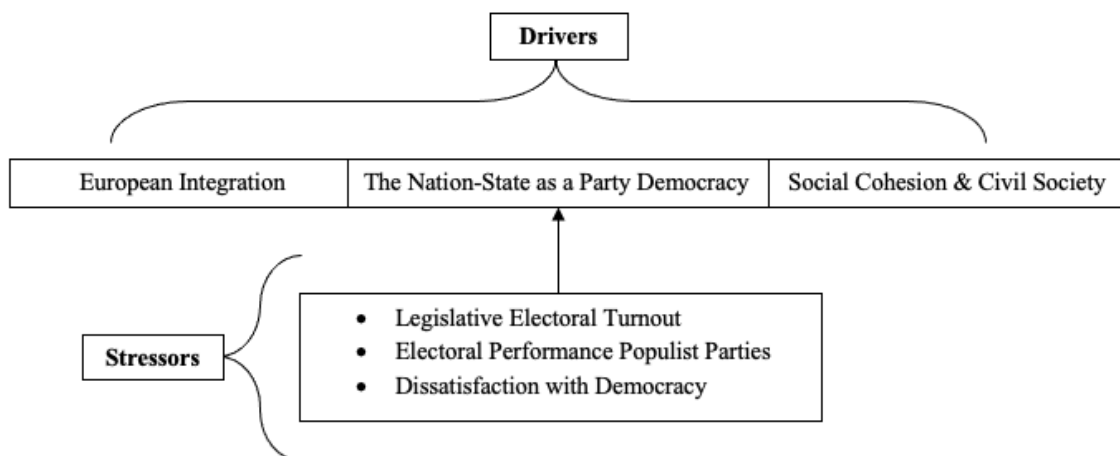 Drivers
European Integration
The Nation-State as a Party Democracy
Social Cohesion & Civil Society
• Legislative Electoral Turnout
• Electoral Performance Populist Parties
• Dissatisfaction with Democracy
Stressors